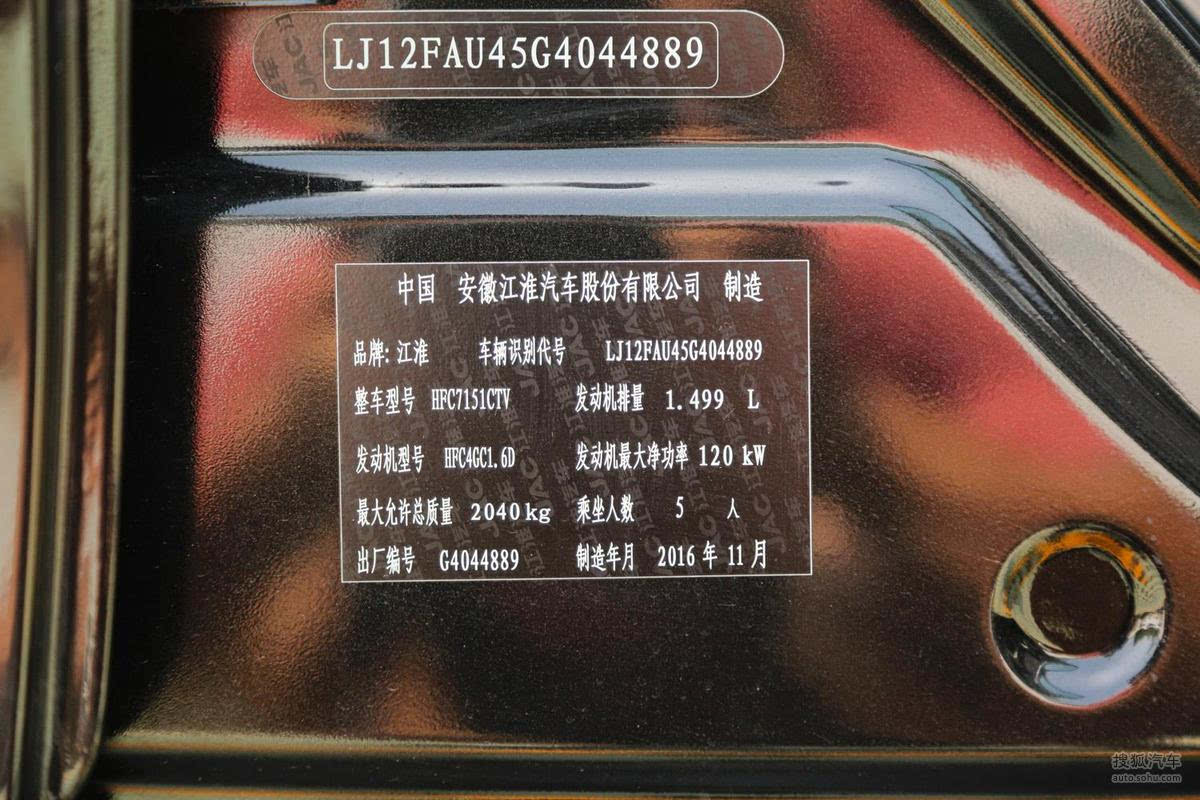 LJ12FAU45G4044889
中国 安徽江淮汽车股份有限公司 制造
品牌: 江淮 车辆识别代号 LJ12FAU45G4044889
整车型号 HFC7151CTV 发动机排量 1.499 L
发动机型号 HFC4GC1.6D 发动机最大净功率 120 kW
最大允许总质量 2040kg 乘坐人数 5 人
出厂编号 G4044889 制造年月 2016 年 11 月
搜狐汽车
auto.sohu.com